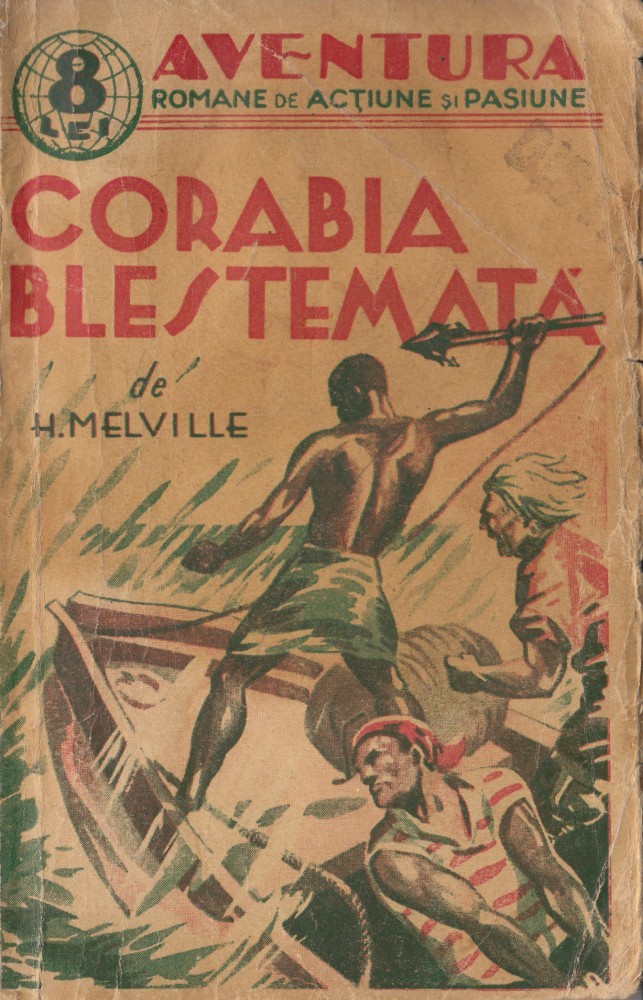 8
LEI
AVENTURA
ROMANE DE ACȚIUNE ȘI PASIUNE
CORABIA
BLESTEMATĂ
de
H. MELVILLE